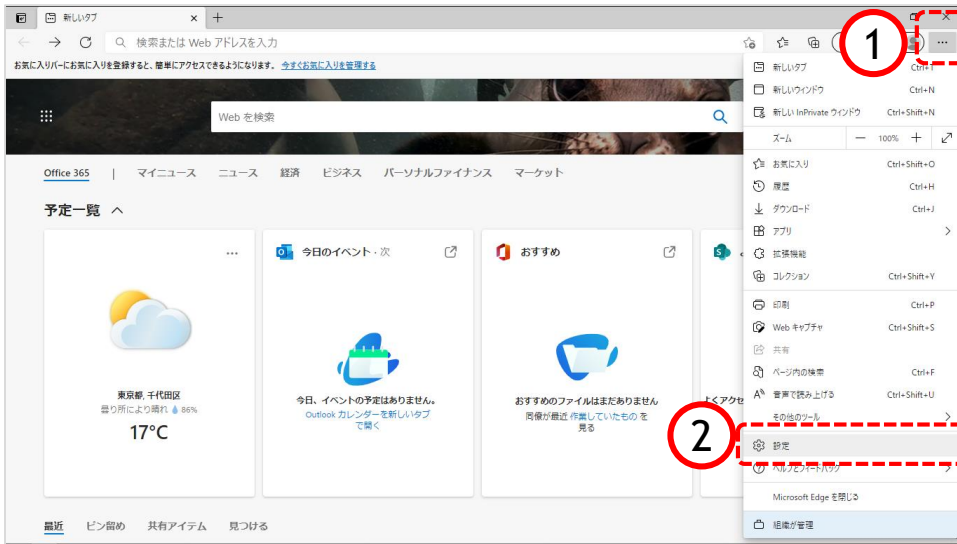 新しいタブ
検索または Web アドレスを入力
1
お気に入りバーにお気に入りを登録すると、簡単にアクセスできるようになります。 今すぐお気に入りを管理する
Web を検索
Office 365 | マイニュース ニュース 経済 ビジネス パーソナルファイナンス マーケット
予定一覧
今日のイベント · 次
おすすめ
東京都, 千代田区
曇り所により晴れ 86%
17°C
今日、イベントの予定はありません。
Outlook カレンダーを新しいタブ
で開く
おすすめのファイルはまだありません
同僚が最近 作業していたもの を
見る
よくアクセ
最近 ピン留め 共有アイテム 見つける
新しいタブ Ctrl+T
新しいウィンドウ Ctrl+N
新しい InPrivate ウィンドウ Ctrl+Shift+N
ズーム — 100% +
お気に入り Ctrl+Shift+O
履歴 Ctrl+H
ダウンロード Ctrl+J
アプリ
拡張機能
コレクション Ctrl+Shift+Y
印刷 Ctrl+P
Web キャプチャ Ctrl+Shift+S
共有
ページ内の検索 Ctrl+F
音声で読み上げる Ctrl+Shift+U
その他のツール
2
設定
ヘルプとフィードバック
Microsoft Edge を閉じる
組織が管理